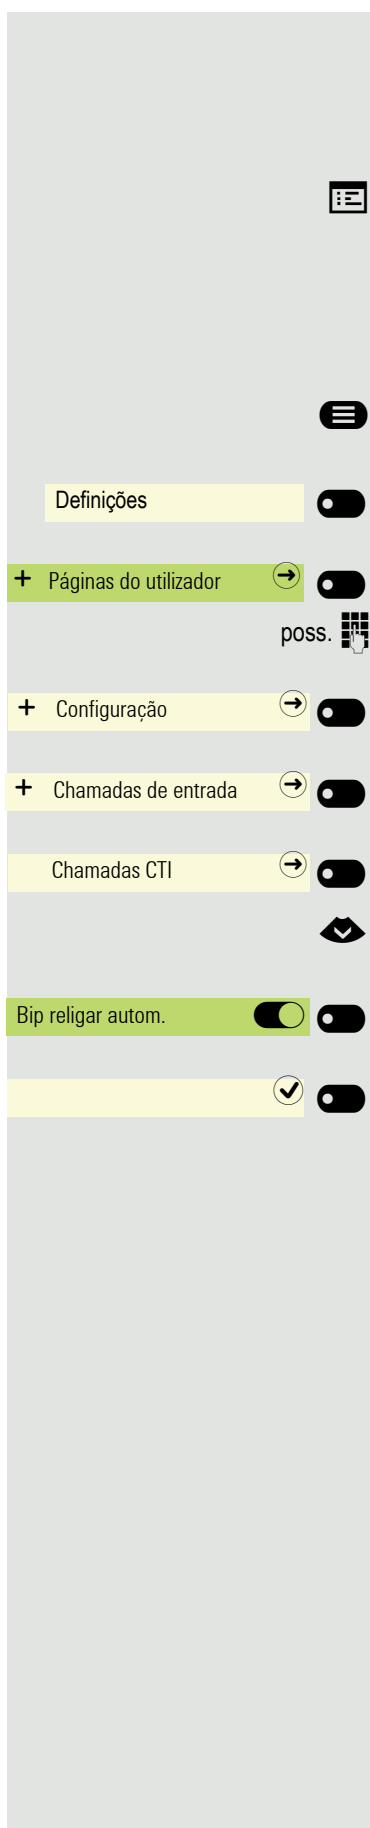 Definições
+ Páginas do utilizador
poss.
+ Configuração
+ Chamadas de entrada
Chamadas CTI
Bip religar autom.